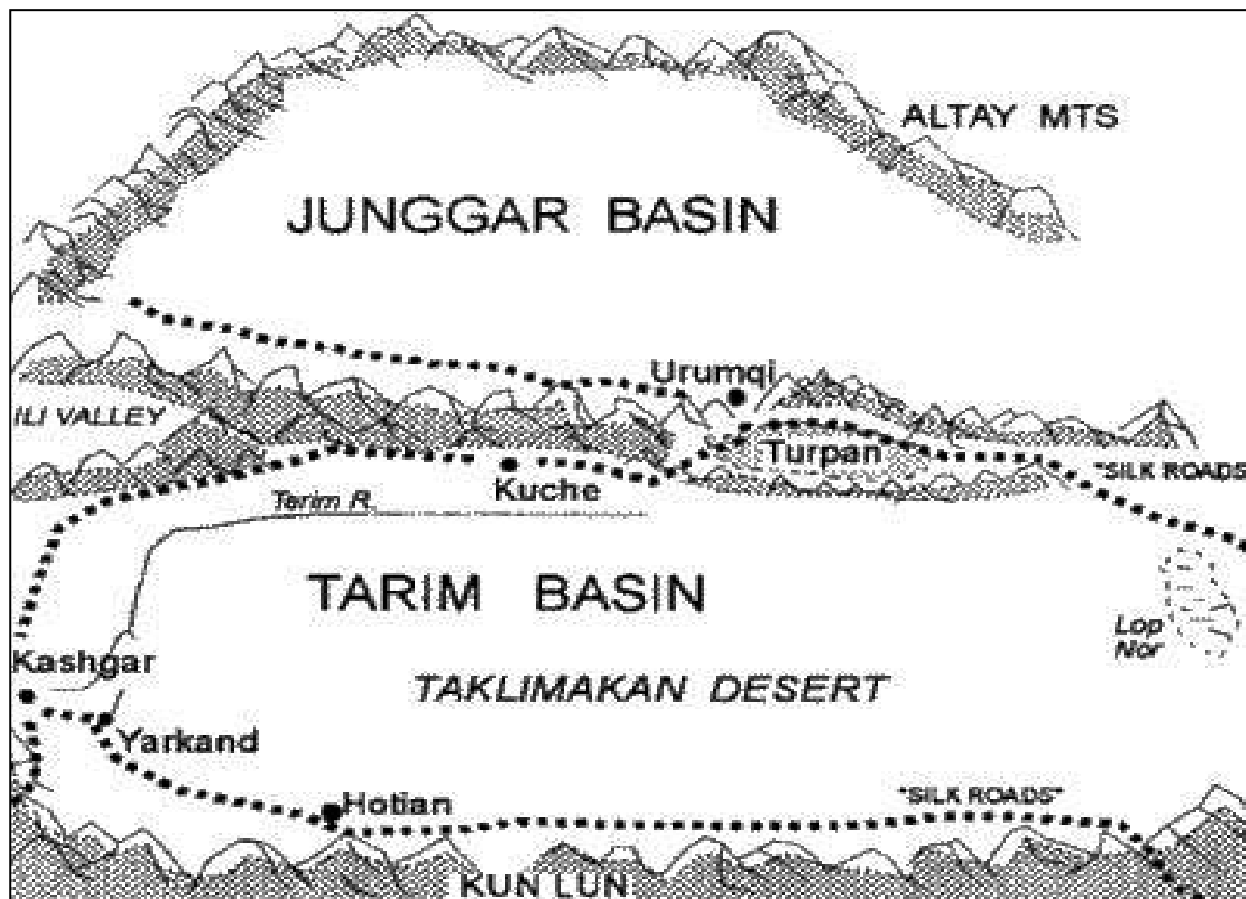 ALTAY MTS
JUNGGAR BASIN
Urumqi
ILI VALLEY
Turpan
"SILK ROADS"
Kuche
Terim R.
TARIM BASIN
Lop
Nor
Kashgar
TAKLIMAKAN DESERT
Yarkand
"SILK ROADS"
Hotian
KUN LUN